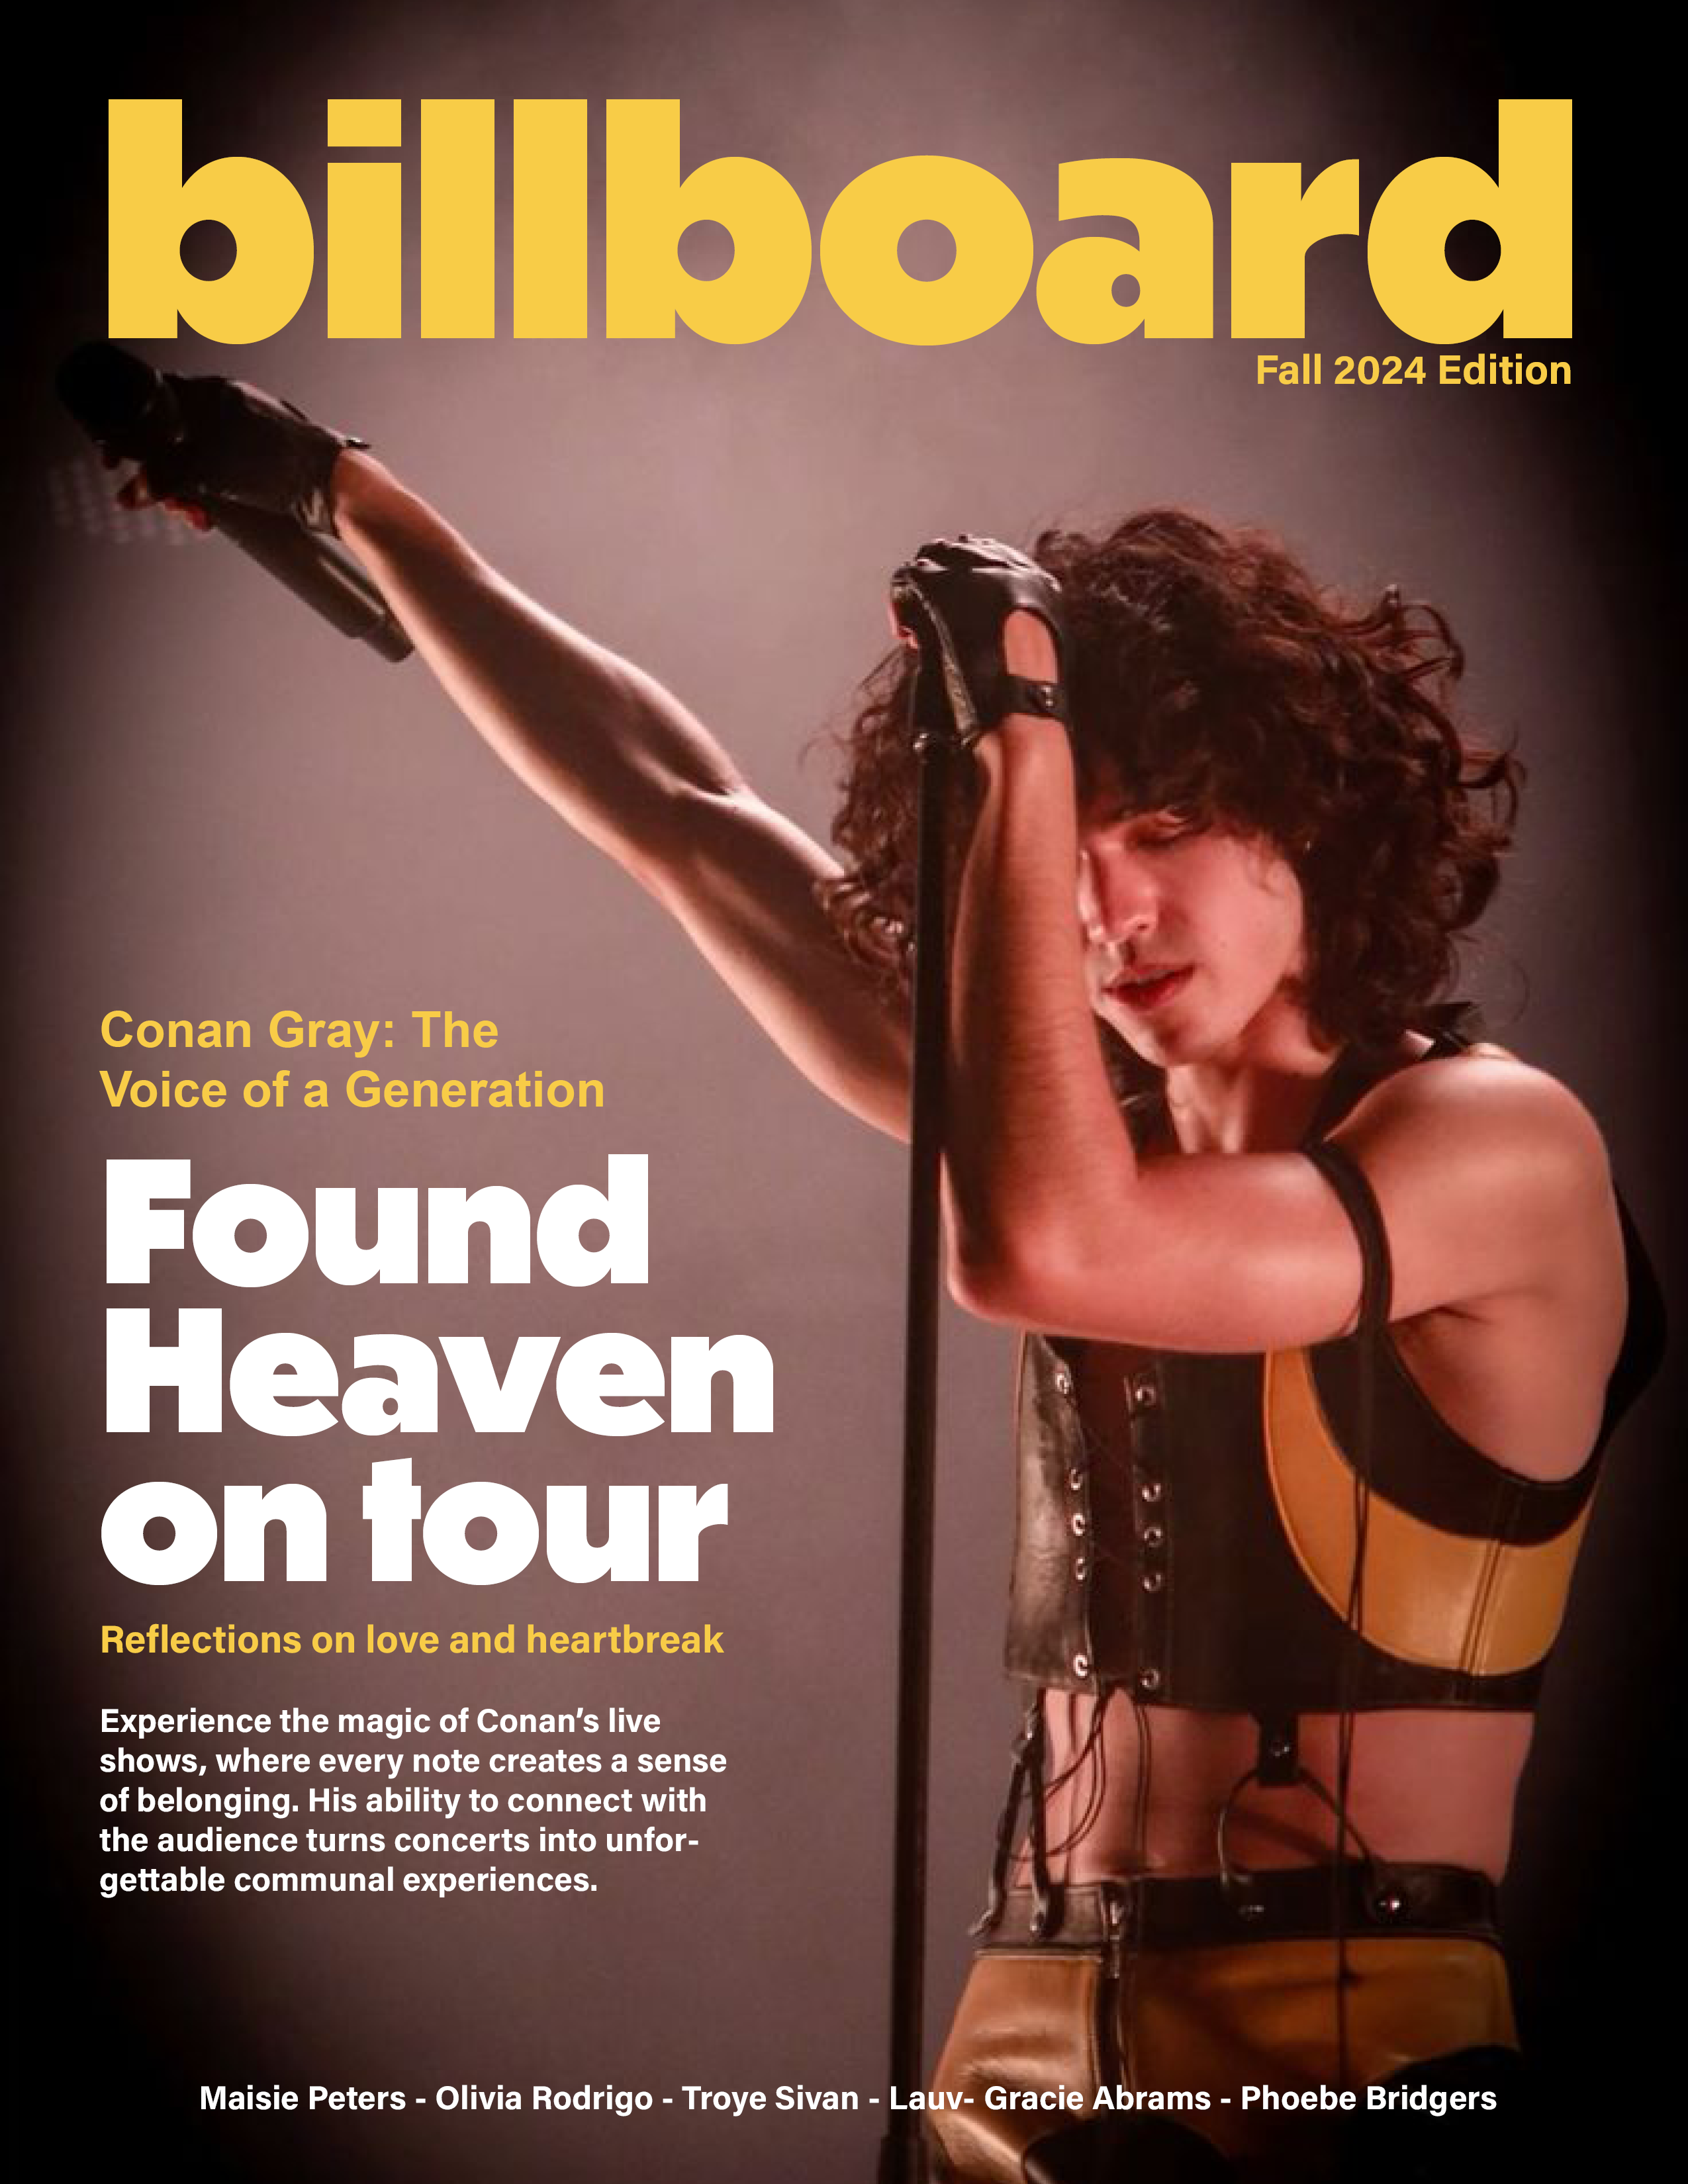 billboard
Fall 2024 Edition
Conan Gray: The
Voice of a Generation
Found
Heaven
on tour
Reflections on love and heartbreak
Experience the magic of Conan’s live
shows, where every note creates a sense
of belonging. His ability to connect with
the audience turns concerts into unfor-
gettable communal experiences.
Maisie Peters - Olivia Rodrigo - Troye Sivan - Lauv- Gracie Abrams - Phoebe Bridgers